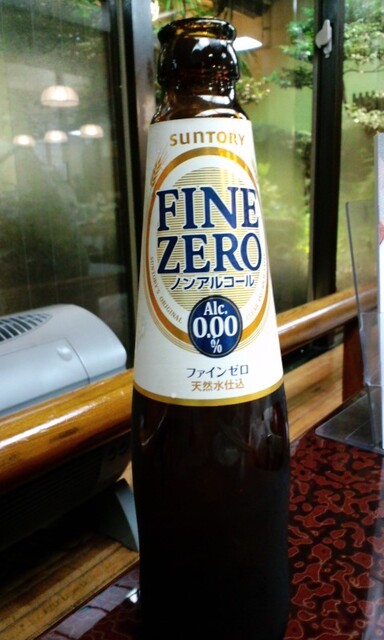 SUNTORY
FINE
ZERO
ノンアルコール
Alc.
0.00
%
ファインゼロ
天然水仕込